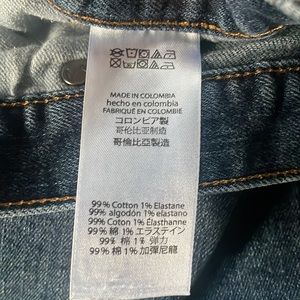 MADE IN COLOMBIA
hecho en colombia
FABRIQUÉ EN COLOMBIE
コロンビア製
哥伦比亚制造
哥倫比亞製造
99% Cotton 1% Elastane
99% algodón 1% elastano
99% Coton 1% Élasthanne
99% 綿 1% エラステイン
99% 棉 1% 弹力
99% 棉 1% 加彈尼龍